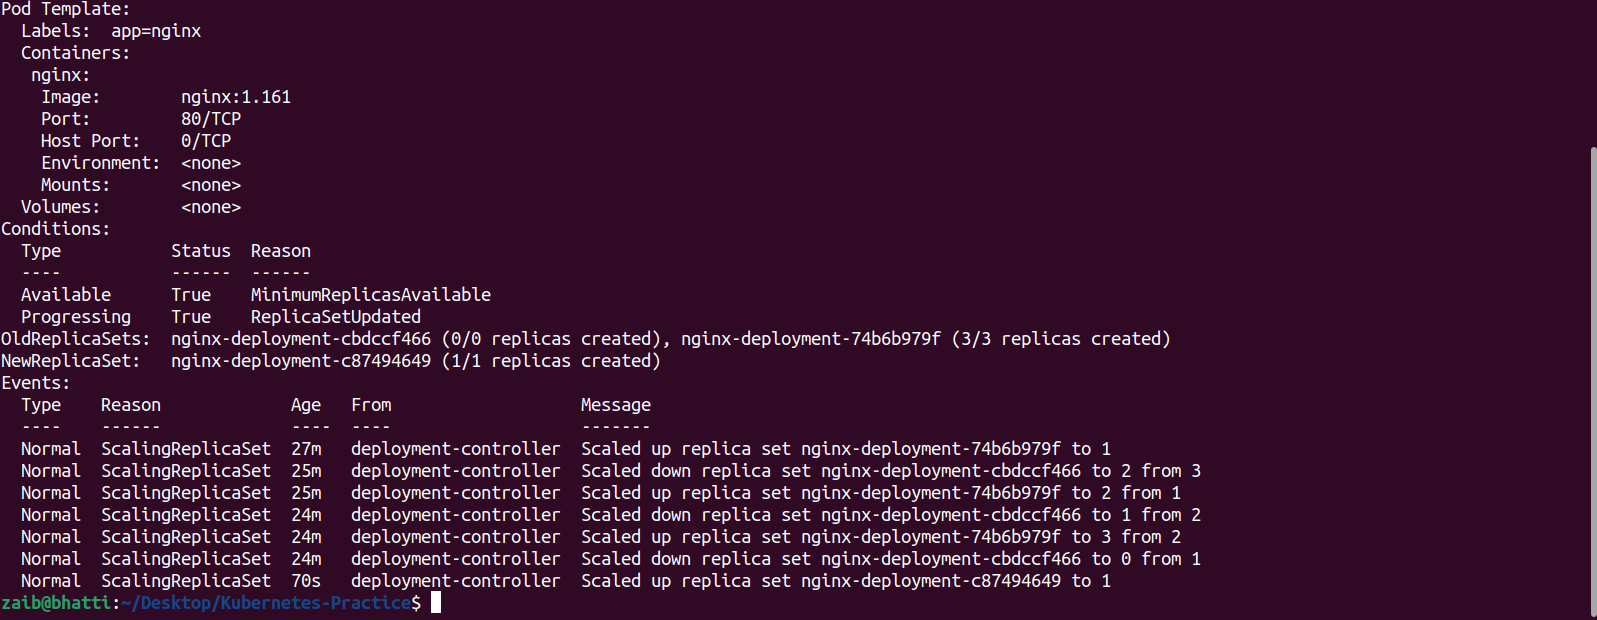 Pod Template:
  Labels:  app=nginx
  Containers:
   nginx:
    Image:        nginx:1.161
    Port:         80/TCP
    Host Port:    0/TCP
    Environment:  <none>
    Mounts:       <none>
  Volumes:        <none>
Conditions:
  Type           Status  Reason
  ----           ------  ------
  Available      True    MinimumReplicasAvailable
  Progressing    True    ReplicaSetUpdated
OldReplicaSets:  nginx-deployment-cbdccf466 (0/0 replicas created), nginx-deployment-74b6b979f (3/3 replicas created)
NewReplicaSet:   nginx-deployment-c87494649 (1/1 replicas created)
Events:
  Type    Reason             Age   From                   Message
  ----    ------             ----  ----                   -------
  Normal  ScalingReplicaSet  27m   deployment-controller  Scaled up replica set nginx-deployment-74b6b979f to 1
  Normal  ScalingReplicaSet  25m   deployment-controller  Scaled down replica set nginx-deployment-cbdccf466 to 2 from 3
  Normal  ScalingReplicaSet  25m   deployment-controller  Scaled up replica set nginx-deployment-74b6b979f to 2 from 1
  Normal  ScalingReplicaSet  24m   deployment-controller  Scaled down replica set nginx-deployment-cbdccf466 to 1 from 2
  Normal  ScalingReplicaSet  24m   deployment-controller  Scaled up replica set nginx-deployment-74b6b979f to 3 from 2
  Normal  ScalingReplicaSet  24m   deployment-controller  Scaled down replica set nginx-deployment-cbdccf466 to 0 from 1
  Normal  ScalingReplicaSet  70s   deployment-controller  Scaled up replica set nginx-deployment-c87494649 to 1
zaib@bhatti:~/Desktop/Kubernetes-Practice$